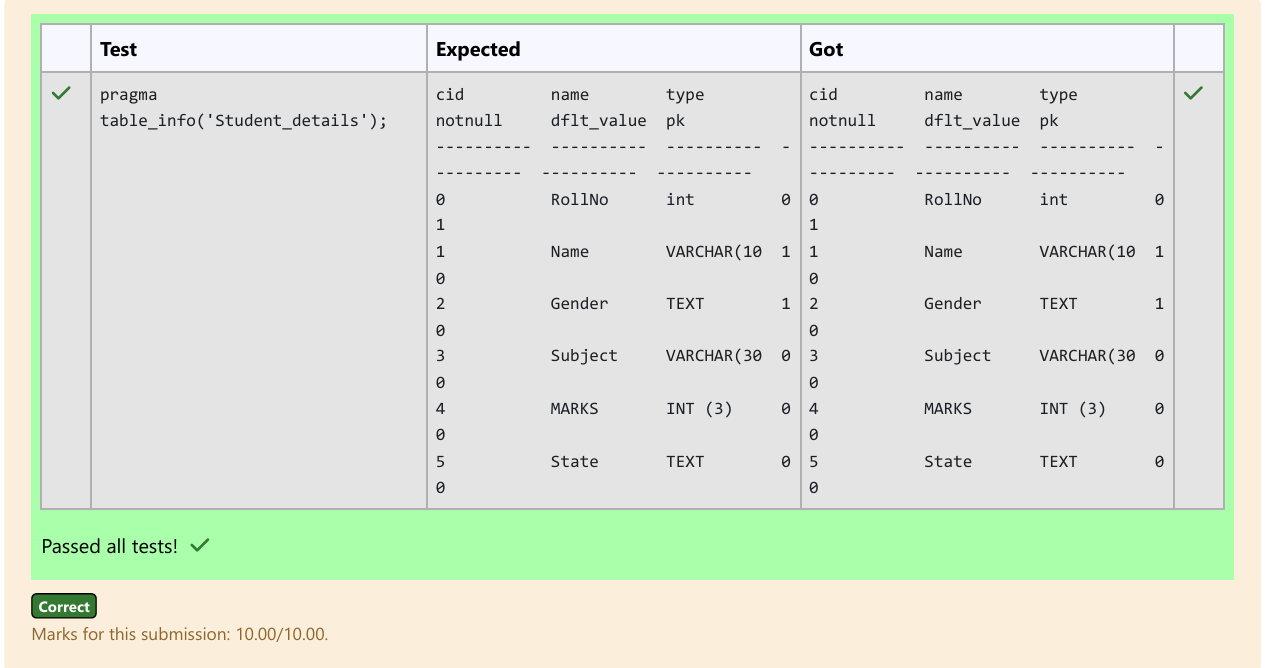 Test Expected Got
pragma
table_info('Student_details');
cid name type
notnull dflt_value pk
---------- ---------- ---------- -
--------- ---------- ----------
0 RollNo int 0
1
1 Name VARCHAR(10 1
0
2 Gender TEXT 1
0
3 Subject VARCHAR(30 0
0
4 MARKS INT (3) 0
0
5 State TEXT 0
0
cid name type
notnull dflt_value pk
---------- ---------- ---------- -
--------- ---------- ----------
0 RollNo int 0
1
1 Name VARCHAR(10 1
0
2 Gender TEXT 1
0
3 Subject VARCHAR(30 0
0
4 MARKS INT (3) 0
0
5 State TEXT 0
0
Passed all tests!
Correct
Marks for this submission: 10.00/10.00.